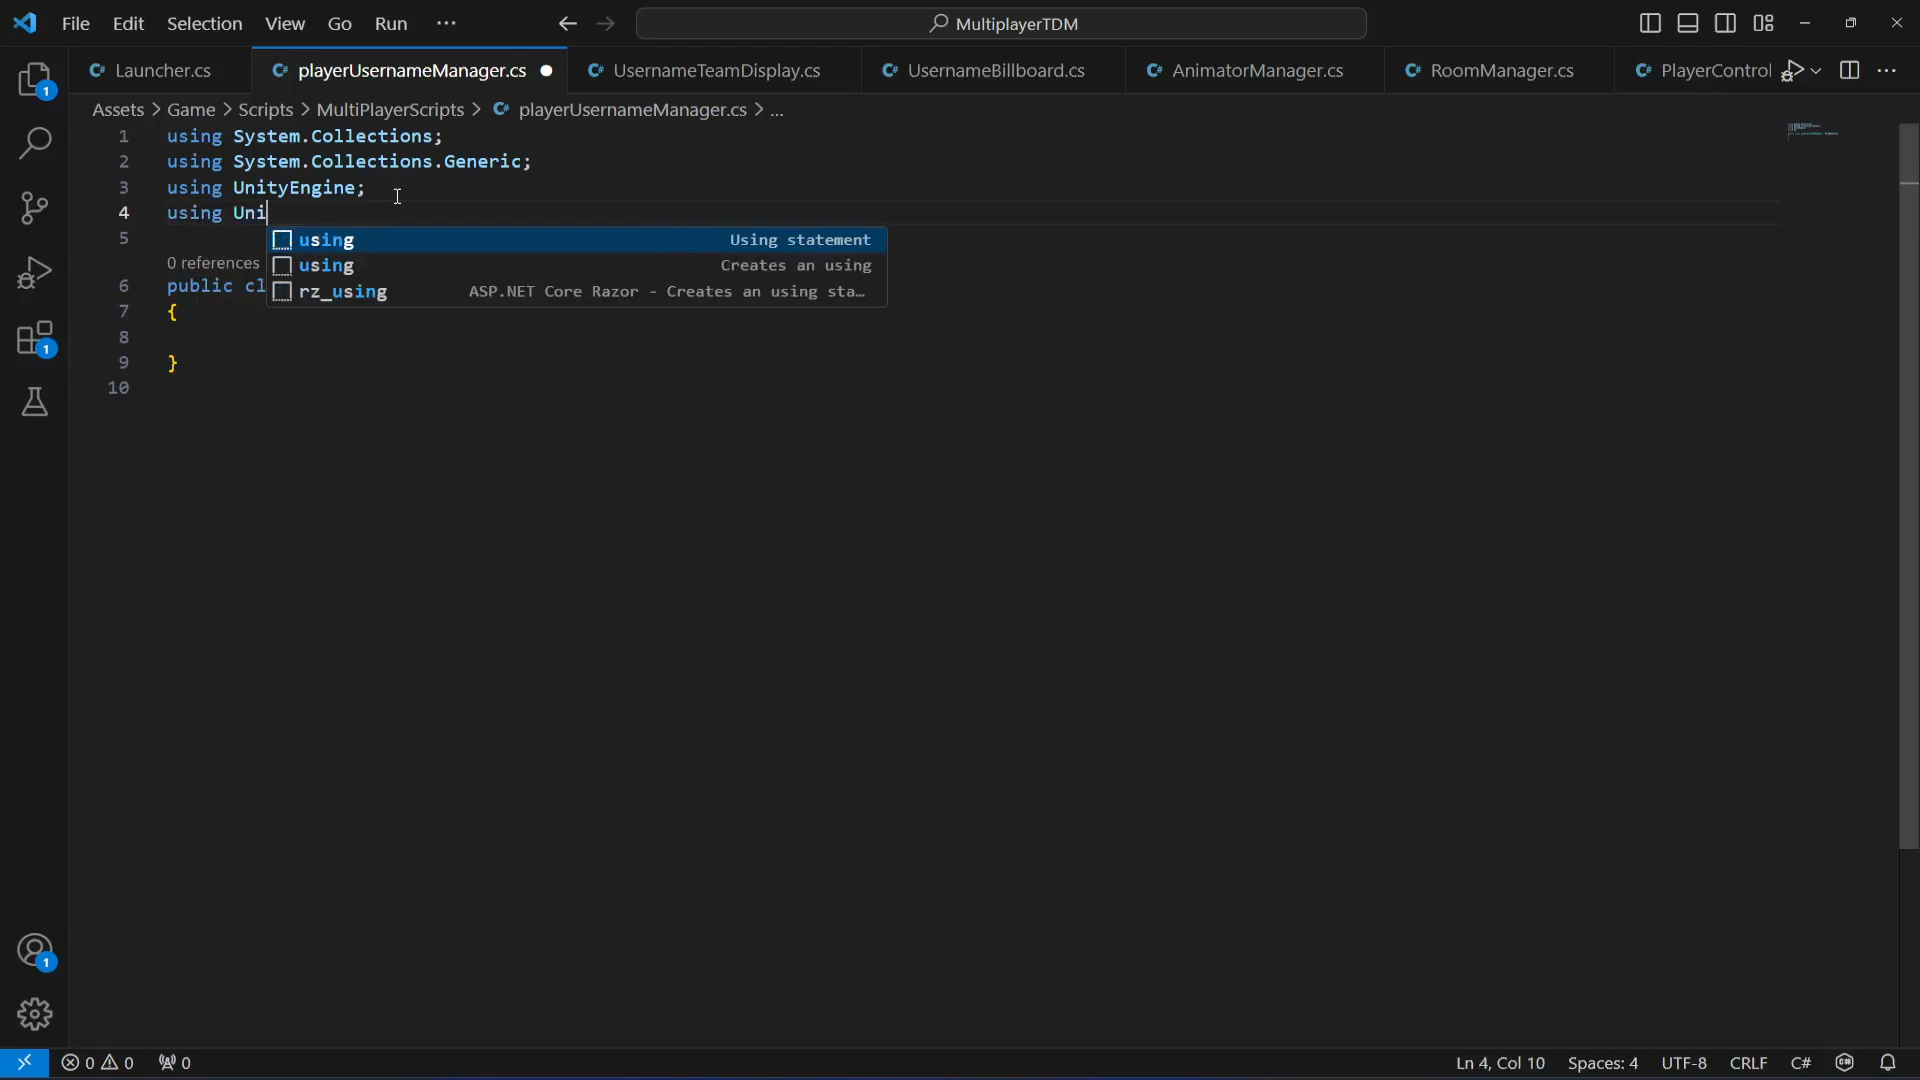 File Edit Selection View Go Run ··· MultiplayerTDM
Launcher.cs playerUsernameManager.cs UsernameTeamDisplay.cs UsernameBillboard.cs AnimatorManager.cs RoomManager.cs PlayerControl
Assets > Game > Scripts > MultiPlayerScripts > playerUsernameManager.cs > ...
1 using System.Collections;
2 using System.Collections.Generic;
3 using UnityEngine;
4 using Uni
5 using Using statement
0 references using Creates an using
6 public cl rz_using ASP.NET Core Razor - Creates an using sta...
7 {
8
9 }
10
1
1
1
0 0 0 Ln 4, Col 10 Spaces: 4 UTF-8 CRLF C#